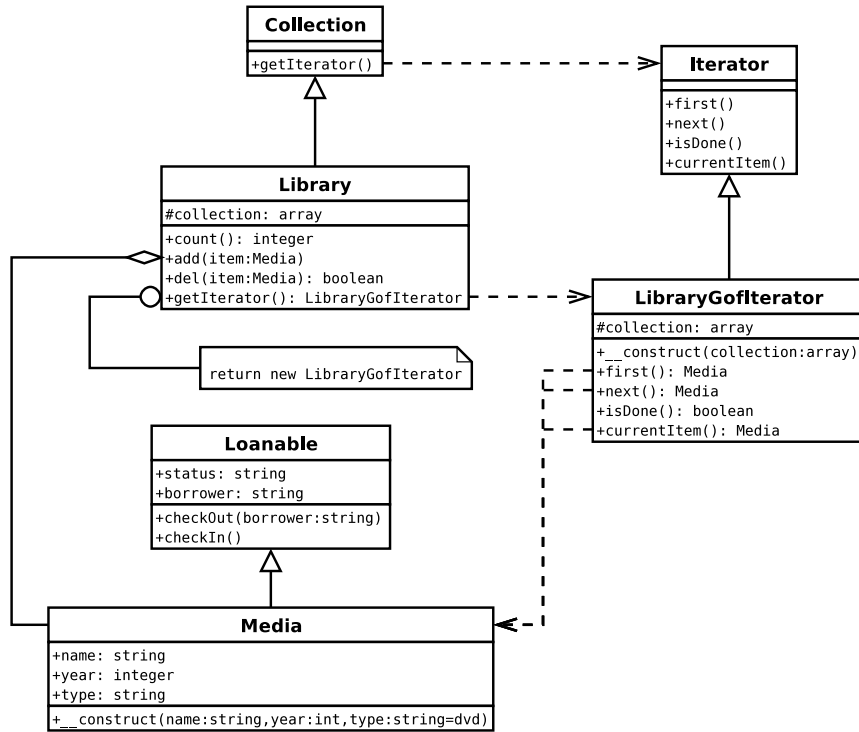 Collection
+getIterator()
Iterator
+first()
+next()
+isDone()
+currentItem()
Library
#collection: array
+count(): integer
+add(item:Media)
+del(item:Media): boolean
+getIterator(): LibraryGofIterator
return new LibraryGofIterator
LibraryGofIterator
#collection: array
+__construct(collection:array)
+first(): Media
+next(): Media
+isDone(): boolean
+currentItem(): Media
Loanable
+status: string
+borrower: string
+checkOut(borrower:string)
+checkIn()
Media
+name: string
+year: integer
+type: string
+__construct(name:string,year:int,type:string=dvd)